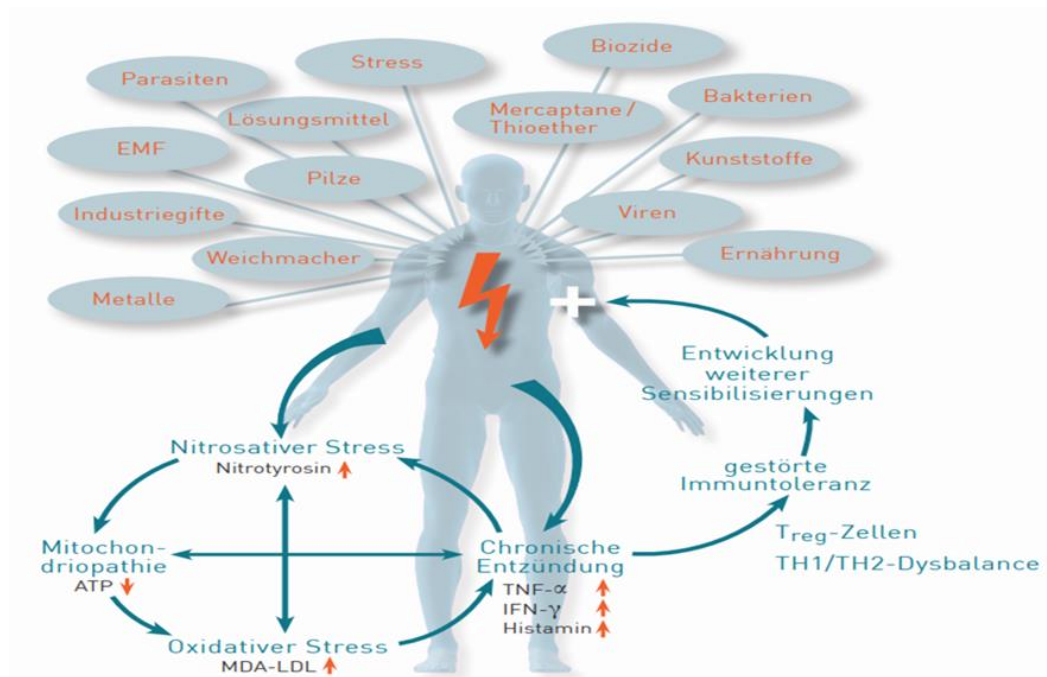 Biozide
Stress
Parasiten
Bakterien
Lösungsmittel
Mercaptane/
Thioether
EMF
Kunststoffe
Pilze
Industriegifte
Viren
Weichmacher
Ernährung
Metalle
+
Entwicklung
weiterer
Sensibilisierungen
Nitrosativer Stress
Nitrotyrosin
gestörte
Immuntoleranz
Treg-Zellen
TH1/TH2-Dysbalance
Mitochon-
driopathie
ATP
Chronische
Entzündung
TNF-α
IFN-γ
Histamin
Oxidativer Stress
MDA-LDL